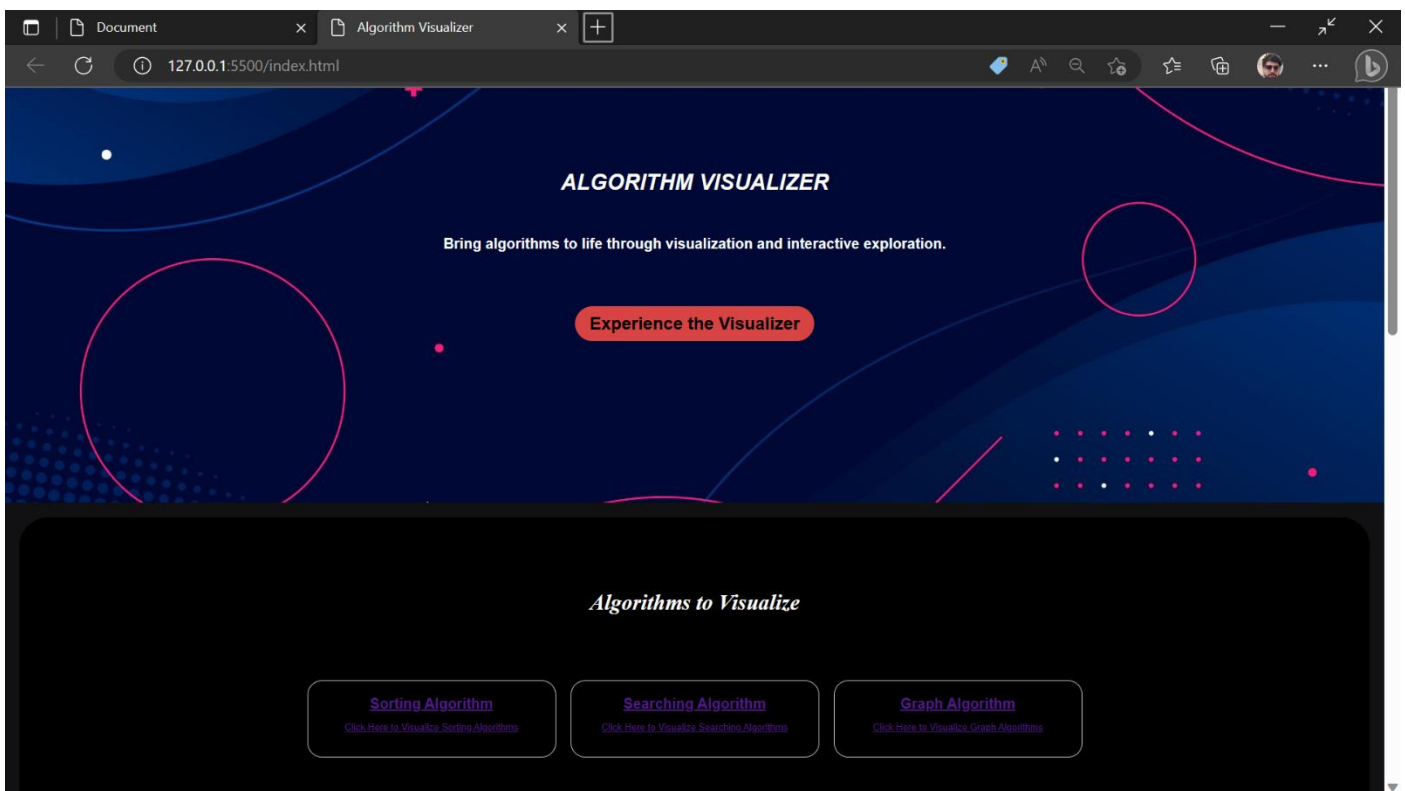 Document
Algorithm Visualizer
127.0.0.1:5500/index.html
ALGORITHM VISUALIZER
Bring algorithms to life through visualization and interactive exploration.
Experience the Visualizer
Algorithms to Visualize
Sorting Algorithm
Click Here to Visualize Sorting Algorithms
Searching Algorithm
Click Here to Visualize Searching Algorithms
Graph Algorithm
Click Here to Visualize Graph Algorithms